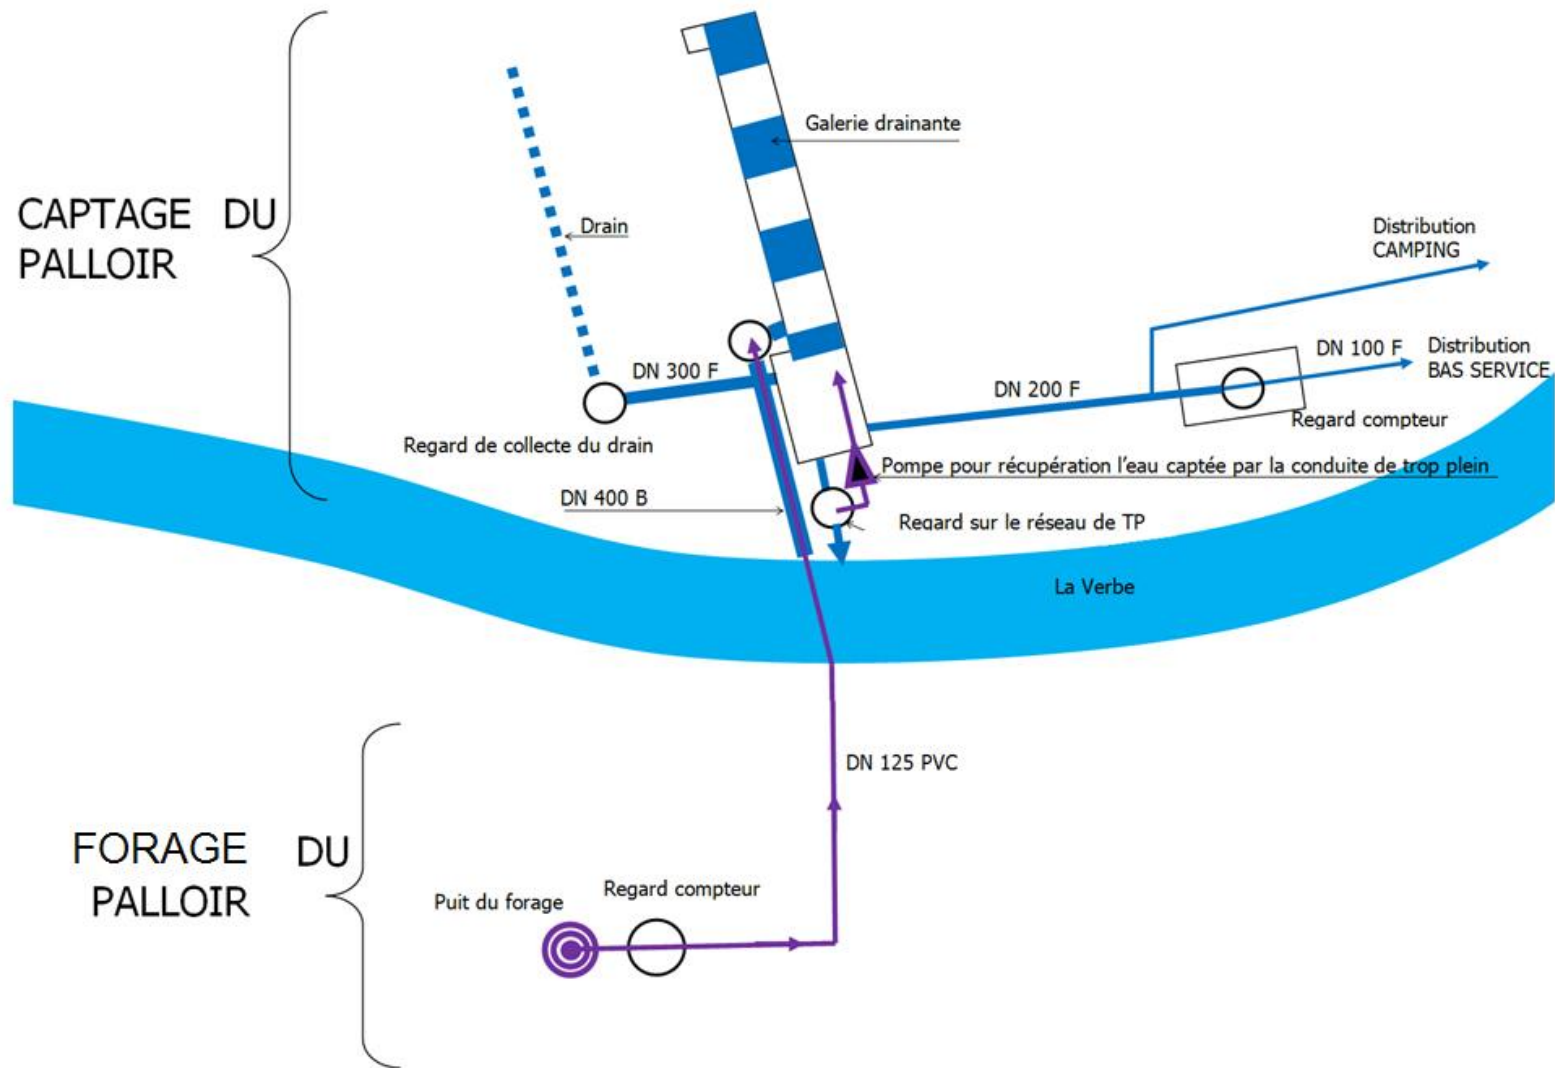 Galerie drainante
CAPTAGE DU
PALLOIR
Drain
Distribution
CAMPING
DN 300 F
DN 200 F
DN 100 F
Distribution
BAS SERVICE
Regard compteur
Regard de collecte du drain
Pompe pour récupération l'eau captée par la conduite de trop plein
DN 400 B
Regard sur le réseau de TP
La Verbe
DN 125 PVC
FORAGE DU
PALLOIR
Puit du forage
Regard compteur